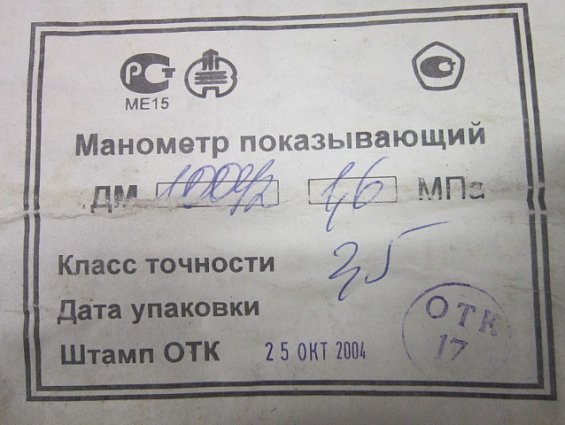 РСТ
МЕ15
Манометр показывающий
ДМ 1001/2 1,6 МПа
Класс точности 2,5
Дата упаковки
Штамп ОТК 25 ОКТ 2004
ОТК
17